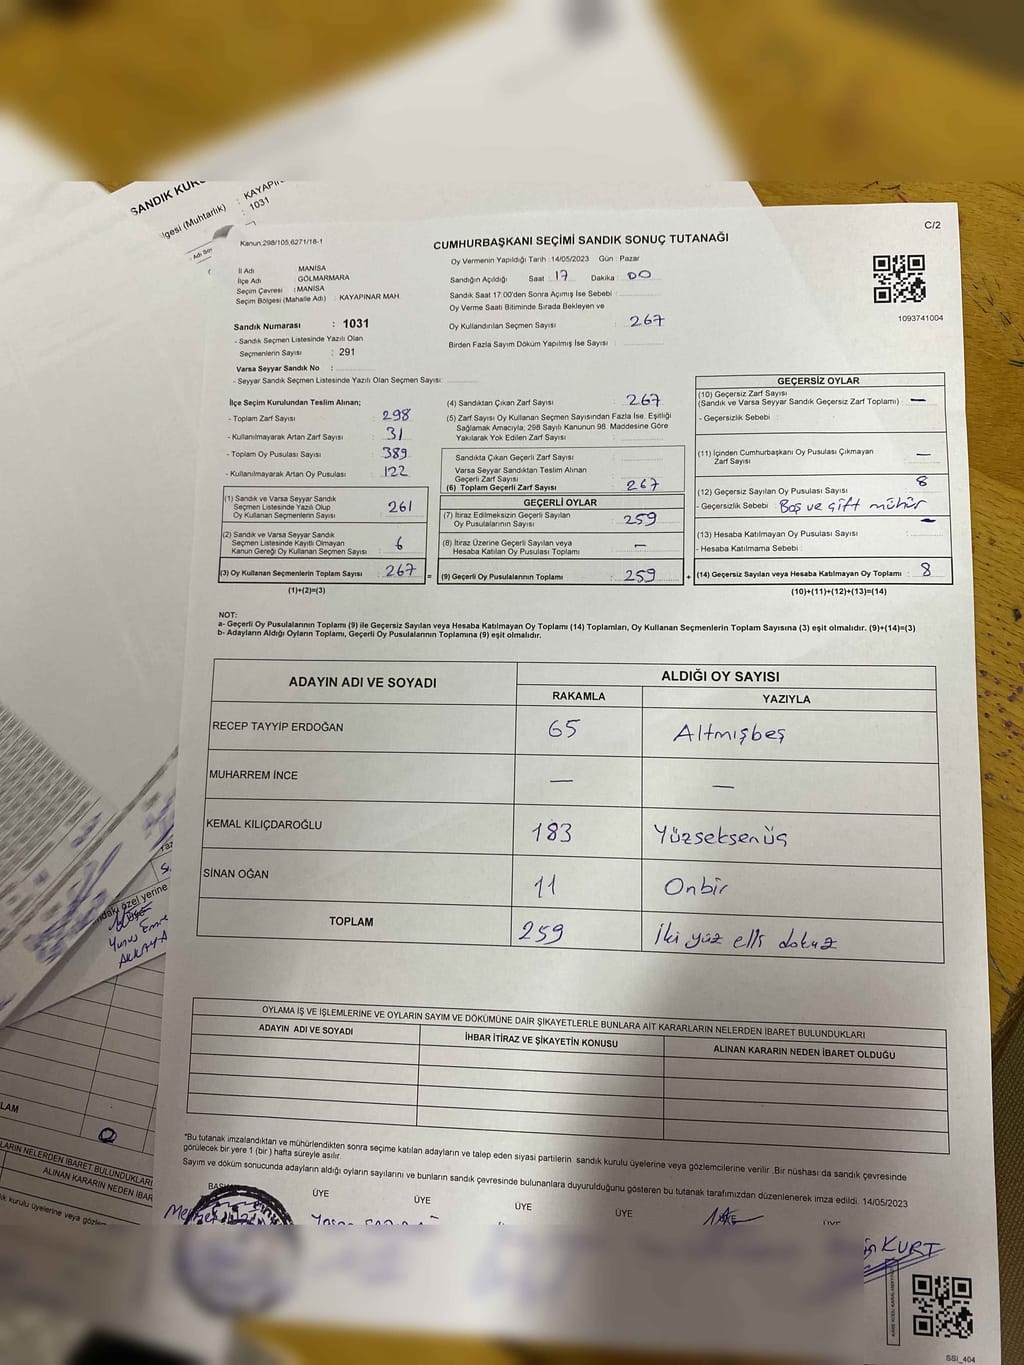 SANDIK KUR
lgesi (Muhtarlık) : KAYAPIN
: 1031
Kanun.298/105,6271/18-1
CUMHURBAŞKANI SEÇİMİ SANDIK SONUÇ TUTANAĞI
C/2
Oy Vermenin Yapıldığı Tarih : 14/05/2023 Gün : Pazar
İl Adı MANİSA
İlçe Adı GÖLMARMARA
Seçim Çevresi : MANİSA
Seçim Bölgesi (Mahalle Adı) : KAYAPINAR MAH
Sandığın Açıldığı Saat : 17 Dakika : 00
Sandık Saat 17:00'den Sonra Açımış İse Sebebi :
Oy Verme Saati Bitiminde Sırada Bekleyen ve
Oy Kullandırılan Seçmen Sayısı : 267
Birden Fazla Sayım Döküm Yapılmış İse Sayısı :
1093741004
Sandık Numarası : 1031
- Sandık Seçmen Listesinde Yazılı Olan
Seçmenlerin Sayısı : 291
Varsa Seyyar Sandık No :
- Seyyar Sandık Seçmen Listesinde Yazılı Olan Seçmen Sayısı:
İlçe Seçim Kurulundan Teslim Alınan;
- Toplam Zarf Sayısı : 298
- Kullanılmayarak Artan Zarf Sayısı : 31
- Toplam Oy Pusulası Sayısı : 389
- Kullanılmayarak Artan Oy Pusulası : 122
(1) Sandık ve Varsa Seyyar Sandık
Seçmen Listesinde Yazılı Olup
Oy Kullanan Seçmenlerin Sayısı : 261
(2) Sandık ve Varsa Seyyar Sandık
Seçmen Listesinde Kayıtlı Olmayan
Kanun Gereği Oy Kullanan Seçmen Sayısı : 6
(3) Oy Kullanan Seçmenlerin Toplam Sayısı : 267 =
(1)+(2)=(3)
(4) Sandıktan Çıkan Zarf Sayısı : 267
(5) Zarf Sayısı Oy Kullanan Seçmen Sayısından Fazla İse, Eşitliği
Sağlamak Amacıyla; 298 Sayılı Kanunun 98. Maddesine Göre
Yakılarak Yok Edilen Zarf Sayısı :
Sandıkta Çıkan Geçerli Zarf Sayısı :
Varsa Seyyar Sandıktan Teslim Alınan
Geçerli Zarf Sayısı :
(6) Toplam Geçerli Zarf Sayısı : 267
GEÇERLİ OYLAR
(7) İtiraz Edilmeksizin Geçerli Sayılan
Oy Pusulalarının Sayısı : 259
(8) İtiraz Üzerine Geçerli Sayılan veya
Hesaba Katılan Oy Pusulası Toplamı : —
(9) Geçerli Oy Pusulalarının Toplamı : 259 +
GEÇERSİZ OYLAR
(10) Geçersiz Zarf Sayısı
(Sandık ve Varsa Seyyar Sandık Geçersiz Zarf Toplamı) : —
- Geçersizlik Sebebi :
(11) İçinden Cumhurbaşkanı Oy Pusulası Çıkmayan
Zarf Sayısı : —
(12) Geçersiz Sayılan Oy Pusulası Sayısı : 8
- Geçersizlik Sebebi : Boş ve çift mühür
(13) Hesaba Katılmayan Oy Pusulası Sayısı : —
- Hesaba Katılmama Sebebi :
(14) Geçersiz Sayılan veya Hesaba Katılmayan Oy Toplamı : 8
(10)+(11)+(12)+(13)=(14)
NOT:
a- Geçerli Oy Pusulalarının Toplamı (9) ile Geçersiz Sayılan veya Hesaba Katılmayan Oy Toplamı (14) Toplamları, Oy Kullanan Seçmenlerin Toplam Sayısına (3) eşit olmalıdır. (9)+(14)=(3)
b- Adayların Aldığı Oyların Toplamı, Geçerli Oy Pusulalarının Toplamına (9) eşit olmalıdır.
ADAYIN ADI VE SOYADI ALDIĞI OY SAYISI
RAKAMLA YAZIYLA
RECEP TAYYİP ERDOĞAN 65 Altmışbeş
MUHARREM İNCE — —
KEMAL KILIÇDAROĞLU 183 Yüzseksenüç
SİNAN OĞAN 11 Onbir
TOPLAM 259 İki yüz elli dokuz
OYLAMA İŞ VE İŞLEMLERİNE VE OYLARIN SAYIM VE DÖKÜMÜNE DAİR ŞİKAYETLERLE BUNLARA AİT KARARLARIN NELERDEN İBARET BULUNDUKLARI
ADAYIN ADI VE SOYADI İHBAR İTİRAZ VE ŞİKAYETİN KONUSU ALINAN KARARIN NEDEN İBARET OLDUĞU
*Bu tutanak imzalandıktan ve mühürlendikten sonra seçime katılan adayların ve talep eden siyasi partilerin sandık kurulu üyelerine veya gözlemcilerine verilir .Bir nüshası da sandık çevresinde
görülecek bir yere 1 (bir ) hafta süreyle asılır.
Sayım ve döküm sonucunda adayların aldığı oyların sayılarını ve bunların sandık çevresinde bulunanlara duyurulduğunu gösteren bu tutanak tarafımızdan düzenlenerek imza edildi. 14/05/2023
ÜYE ÜYE ÜYE ÜYE
KURT
SSI_404
ındaki özel yerine
Yunus Emre
AKKAYA
LAM 0
LARIN NELERDEN İBARET BULUNDUKLARI
ALINAN KARARIN NEDEN İBAR